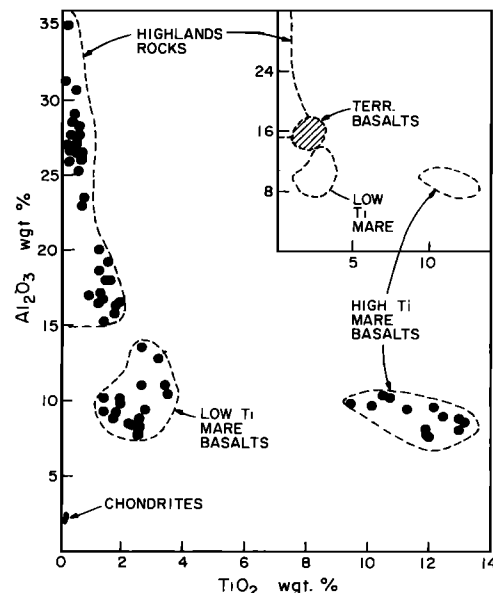 35
30
25
20
15
10
5
0
Al2O3 wgt %
HIGHLANDS
ROCKS
24
16
8
TERR.
BASALTS
LOW
Ti
MARE
5
10
HIGH Ti
MARE
BASALTS
LOW Ti
MARE
BASALTS
CHONDRITES
0
2
4
6
8
10
12
14
TiO2 wgt. %